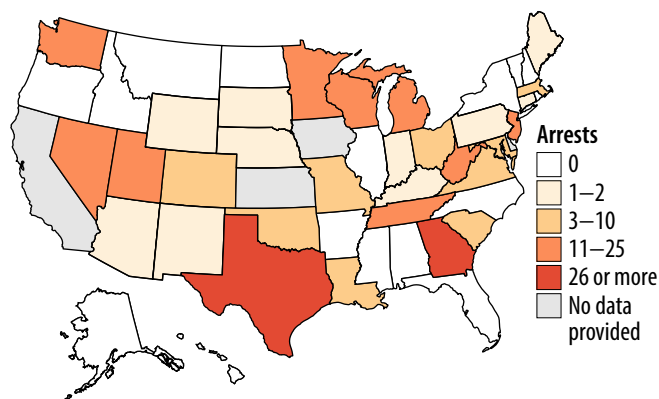 Arrests
0
1–2
3–10
11–25
26 or more
No data
provided